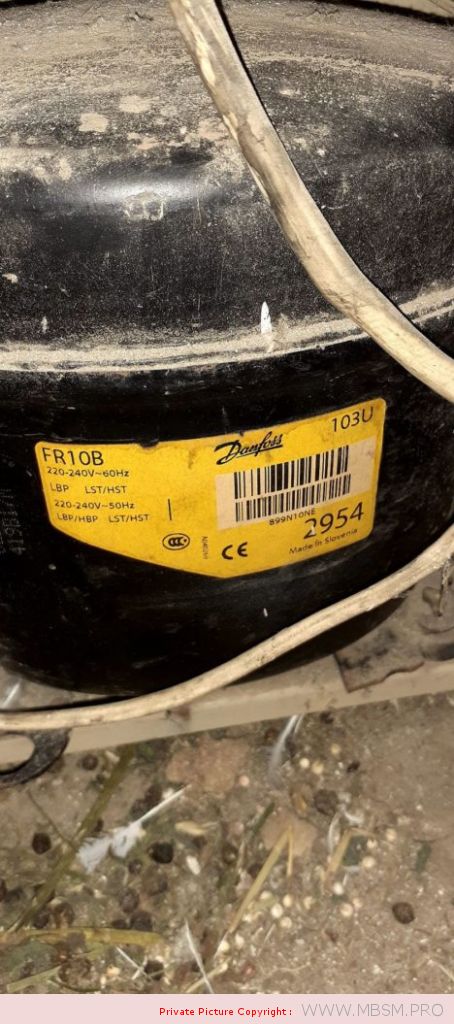 FR10B
Danfoss
103U
220-240V~60Hz
LBP LST/HST
220-240V~50Hz
LBP/HBP LST/HST
899N10NE
2954
Made in Slovenia
CCC
CE
Private Picture Copyright : WWW.MBSM.PRO